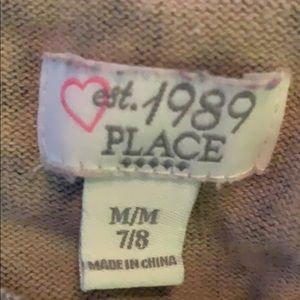 est. 1989
PLACE
M/M
7/8
MADE IN CHINA